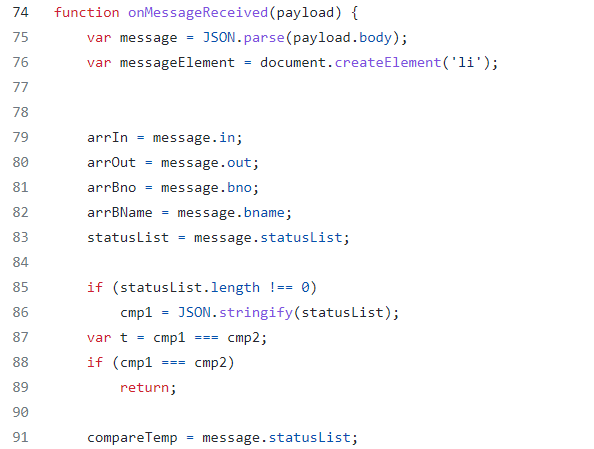 74 function onMessageReceived(payload) {
75     var message = JSON.parse(payload.body);
76     var messageElement = document.createElement('li');
77
78
79     arrIn = message.in;
80     arrOut = message.out;
81     arrBno = message.bno;
82     arrBName = message.bname;
83     statusList = message.statusList;
84
85     if (statusList.length !== 0)
86         cmp1 = JSON.stringify(statusList);
87     var t = cmp1 === cmp2;
88     if (cmp1 === cmp2)
89         return;
90
91     compareTemp = message.statusList;